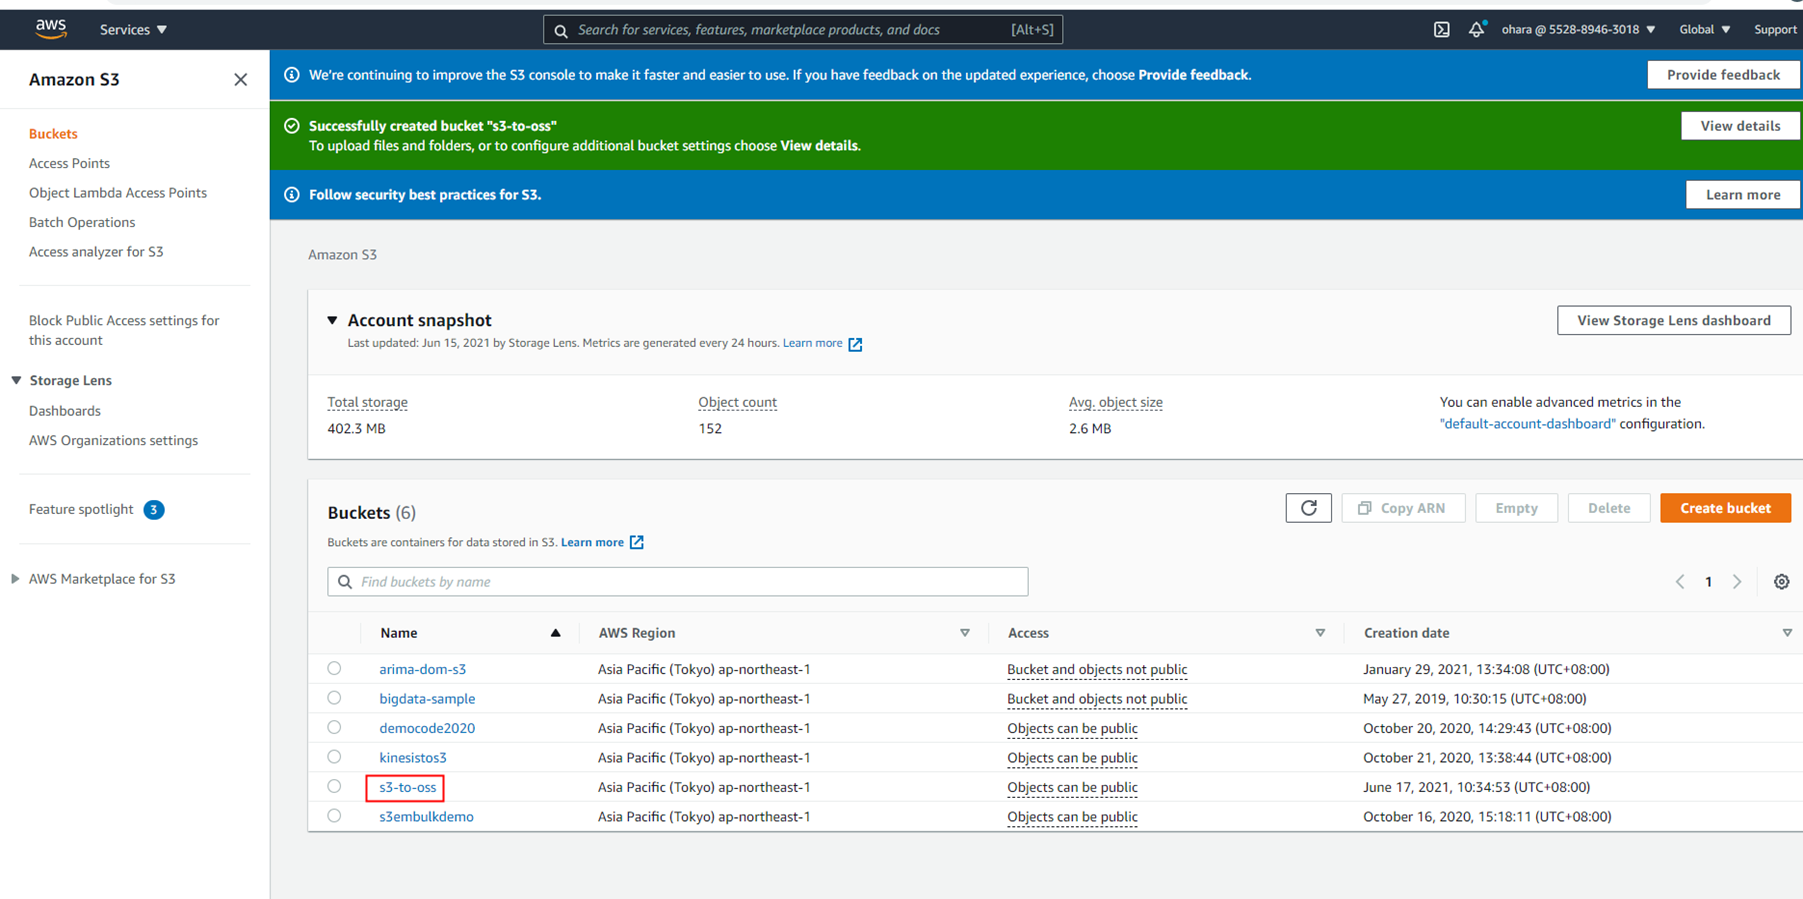 aws
Services ▼
Search for services, features, marketplace products, and docs
[Alt+S]
ohara @ 5528-8946-3018 ▼
Global ▼
Support
Amazon S3
Buckets
Access Points
Object Lambda Access Points
Batch Operations
Access analyzer for S3
Block Public Access settings for
this account
Storage Lens
Dashboards
AWS Organizations settings
Feature spotlight 3
AWS Marketplace for S3
We're continuing to improve the S3 console to make it faster and easier to use. If you have feedback on the updated experience, choose Provide feedback.
Provide feedback
Successfully created bucket "s3-to-oss"
To upload files and folders, or to configure additional bucket settings choose View details.
View details
Follow security best practices for S3.
Learn more
Amazon S3
Account snapshot
Last updated: Jun 15, 2021 by Storage Lens. Metrics are generated every 24 hours. Learn more
View Storage Lens dashboard
Total storage
402.3 MB
Object count
152
Avg. object size
2.6 MB
You can enable advanced metrics in the
"default-account-dashboard" configuration.
Buckets (6)
Buckets are containers for data stored in S3. Learn more
Copy ARN
Empty
Delete
Create bucket
Find buckets by name
1
Name AWS Region Access Creation date
arima-dom-s3 Asia Pacific (Tokyo) ap-northeast-1 Bucket and objects not public January 29, 2021, 13:34:08 (UTC+08:00)
bigdata-sample Asia Pacific (Tokyo) ap-northeast-1 Bucket and objects not public May 27, 2019, 10:30:15 (UTC+08:00)
democode2020 Asia Pacific (Tokyo) ap-northeast-1 Objects can be public October 20, 2020, 14:29:43 (UTC+08:00)
kinesistos3 Asia Pacific (Tokyo) ap-northeast-1 Objects can be public October 21, 2020, 13:38:44 (UTC+08:00)
s3-to-oss Asia Pacific (Tokyo) ap-northeast-1 Objects can be public June 17, 2021, 10:34:53 (UTC+08:00)
s3embulkdemo Asia Pacific (Tokyo) ap-northeast-1 Objects can be public October 16, 2020, 15:18:11 (UTC+08:00)